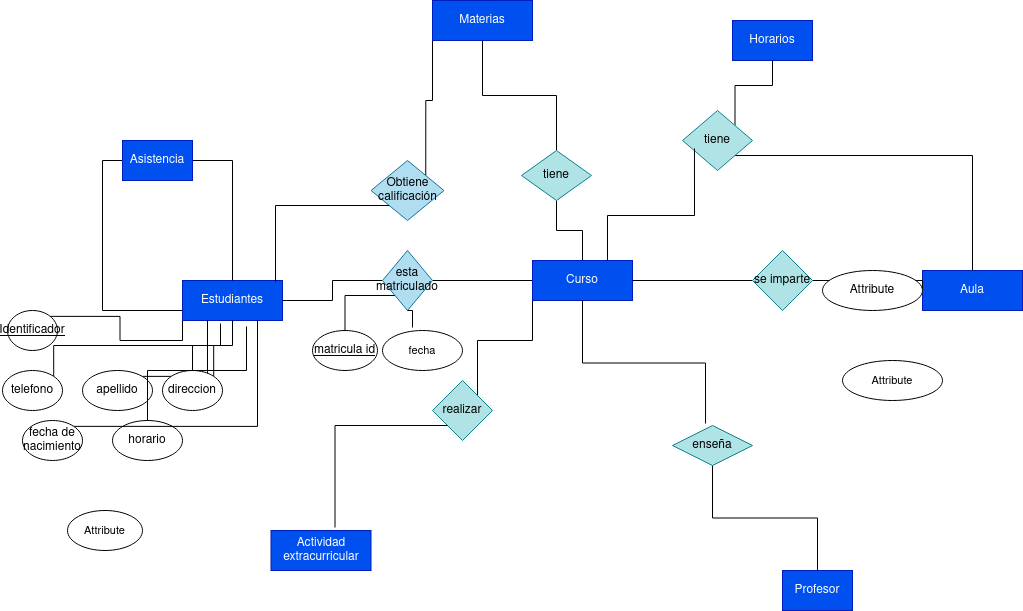 Materias
Horarios
tiene
Asistencia
tiene
Obtiene
calificación
esta
matriculado
Curso
se imparte
Attribute
Aula
Estudiantes
Identificador
matricula id
fecha
telefono
apellido
direccion
Attribute
realizar
fecha de
nacimiento
horario
enseña
Attribute
Actividad
extracurricular
Profesor